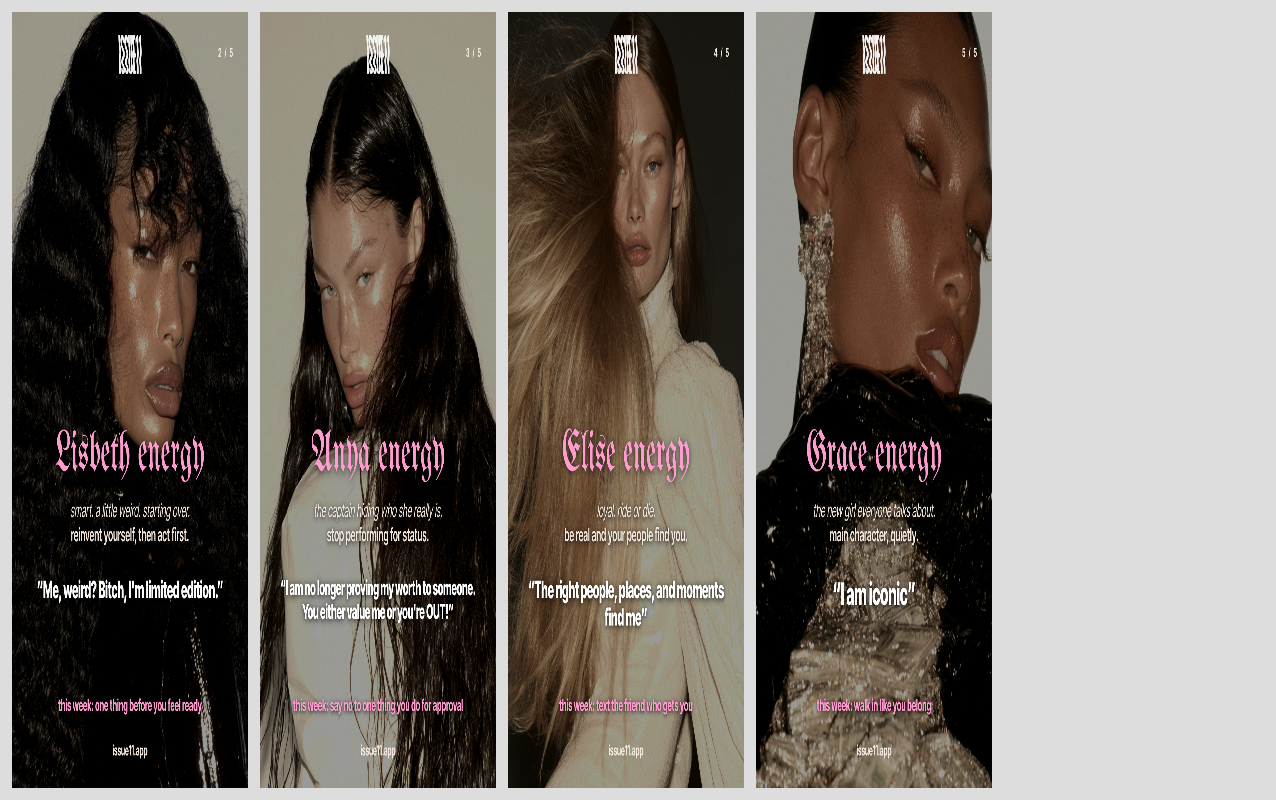 ISSUE11
2 / 5
Lisbeth energy
smart. a little weird. starting over.
reinvent yourself, then act first.
“Me, weird? Bitch, I'm limited edition.”
this week: one thing before you feel ready
issue11.app
ISSUE11
3 / 5
Anya energy
the captain hiding who she really is.
stop performing for status.
“I am no longer proving my worth to someone.
You either value me or you're OUT!”
this week: say no to one thing you do for approval
issue11.app
ISSUE11
4 / 5
Elise energy
loyal. ride or die.
be real and your people find you.
“The right people, places, and moments
find me”
this week: text the friend who gets you
issue11.app
ISSUE11
5 / 5
Grace energy
the new girl everyone talks about.
main character, quietly.
“I am iconic”
this week: walk in like you belong
issue11.app